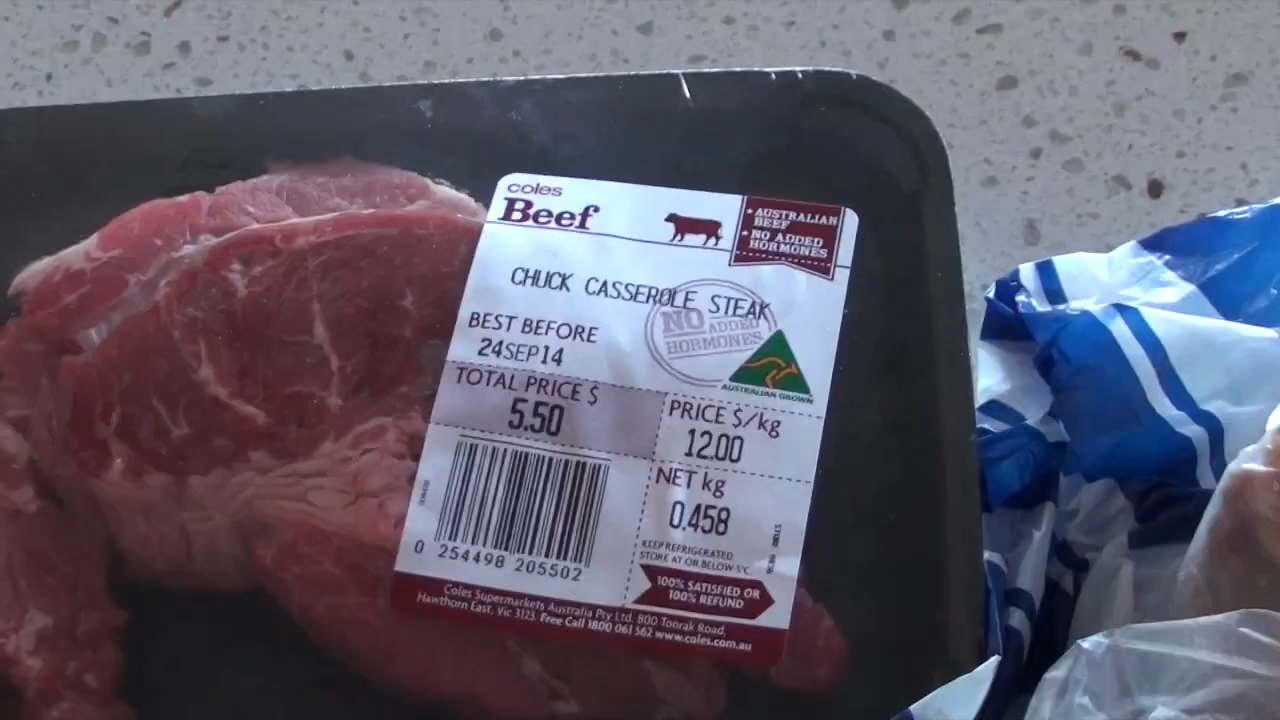 coles
Beef
★ AUSTRALIAN
BEEF
★ NO ADDED
HORMONES
CHUCK CASSEROLE STEAK
NO ADDED
HORMONES
BEST BEFORE
24SEP14
AUSTRALIAN GROWN
TOTAL PRICE $
5.50
PRICE $/kg
12.00
NET kg
0.458
0 254498 205502
KEEP REFRIGERATED.
STORE AT OR BELOW 5°C.
100% SATISFIED OR
100% REFUND
Coles Supermarkets Australia Pty Ltd. 800 Toorak Road,
Hawthorn East, Vic 3123. Free Call 1800 061 562 www.coles.com.au